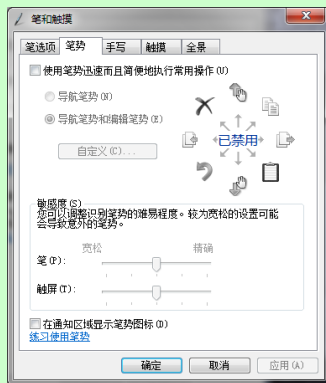 笔和触摸
笔选项 笔势 手写 触摸 全景
使用笔势迅速而且简便地执行常用操作(U)
导航笔势(N)
导航笔势和编辑笔势(E)
自定义(C)...
已禁用
敏感度(S)
您可以调整识别笔势的难易程度。较为宽松的设置可能
会导致意外的笔势。
宽松 精确
笔(P):
触屏(T):
在通知区域显示笔势图标(D)
练习使用笔势
确定 取消 应用(A)